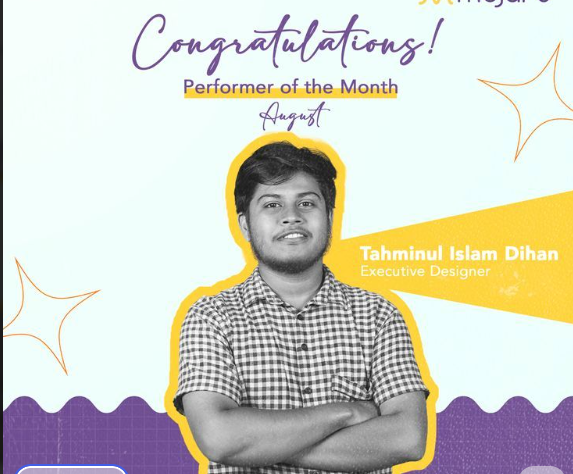 Congratulations!
Performer of the Month
August
Tahminul Islam Dihan
Executive Designer